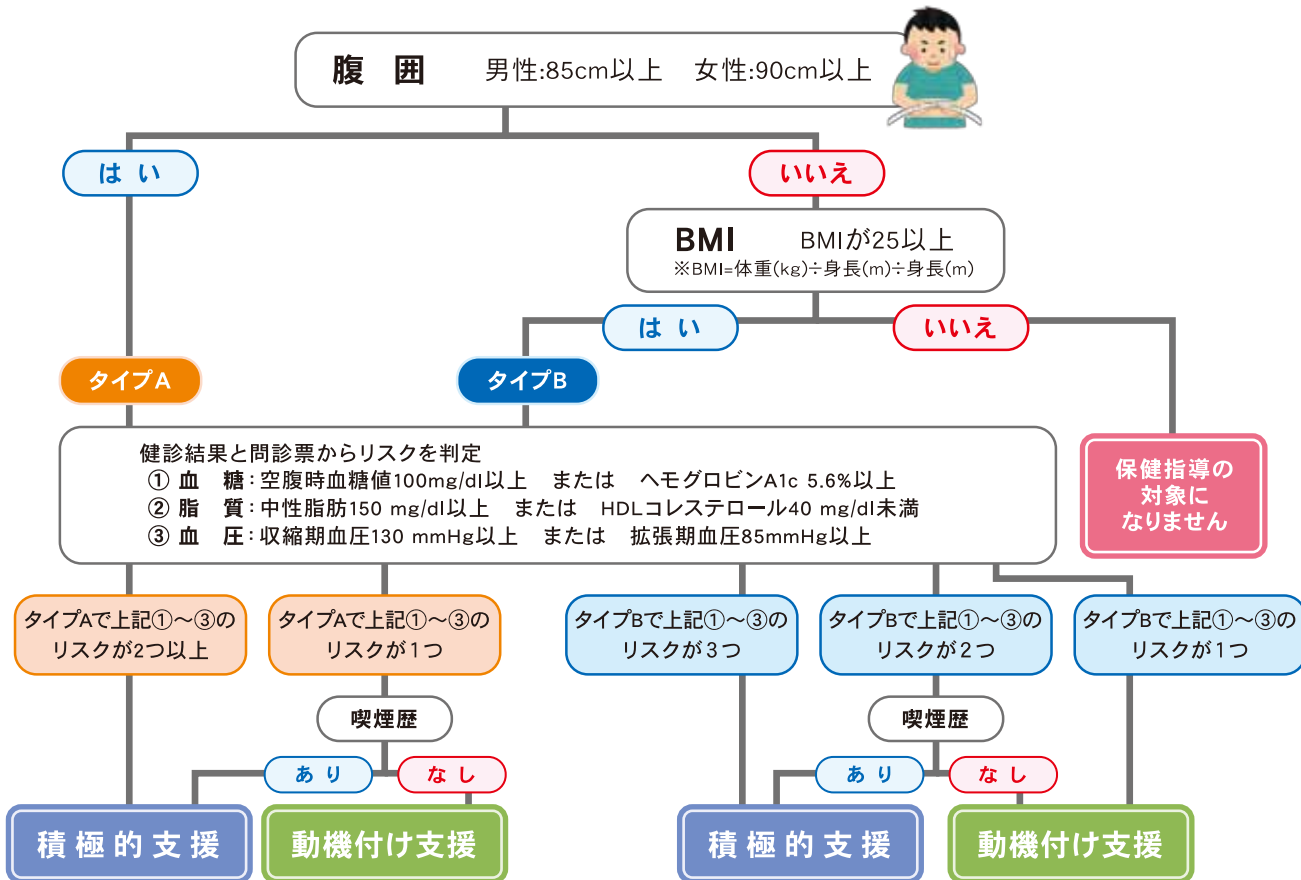 腹 囲 男性:85cm以上 女性:90cm以上
はい
いいえ
BMI BMIが25以上
※BMI=体重(kg)÷身長(m)÷身長(m)
はい
いいえ
タイプA
タイプB
健診結果と問診票からリスクを判定
① 血 糖:空腹時血糖値100mg/dl以上 または ヘモグロビンA1c 5.6%以上
② 脂 質:中性脂肪150 mg/dl以上 または HDLコレステロール40 mg/dl未満
③ 血 圧:収縮期血圧130 mmHg以上 または 拡張期血圧85mmHg以上
保健指導の
対象に
なりません
タイプAで上記①～③の
リスクが2つ以上
タイプAで上記①～③の
リスクが1つ
タイプBで上記①～③の
リスクが3つ
タイプBで上記①～③の
リスクが2つ
タイプBで上記①～③の
リスクが1つ
喫煙歴
喫煙歴
あり
なし
あり
なし
積極的支援
動機付け支援
積極的支援
動機付け支援